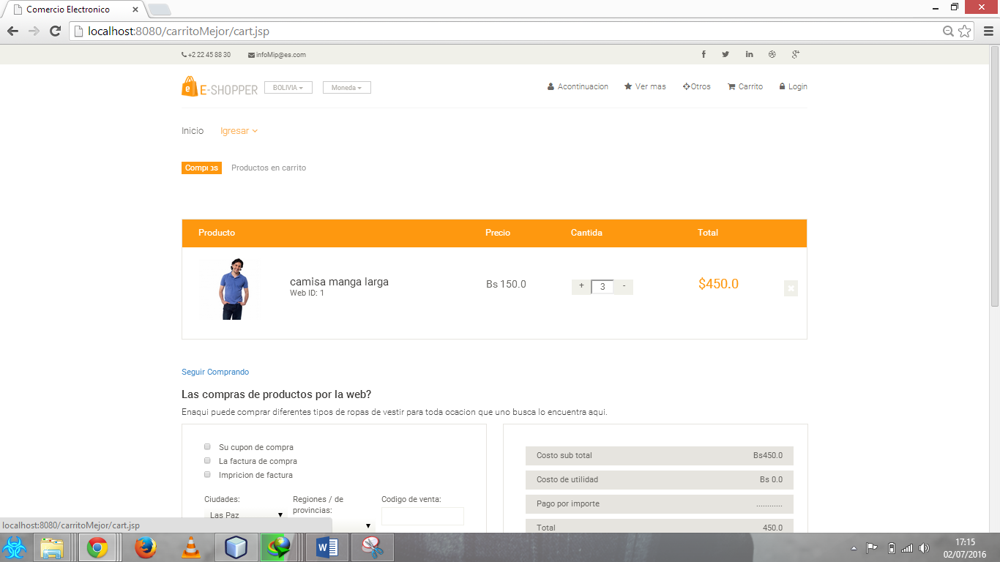 Comercio Electronico
localhost:8080/carritoMejor/cart.jsp
+2 22 45 88 30 infoMip@es.com
E-SHOPPER BOLIVIA Moneda Acontinuacion Ver mas Otros Carrito Login
Inicio Igresar
Compras Productos en carrito
Producto Precio Cantida Total
camisa manga larga
Web ID: 1
Bs 150.0 + 3 - $450.0
Seguir Comprando
Las compras de productos por la web?
Enaqui puede comprar diferentes tipos de ropas de vestir para toda ocacion que uno busca lo encuentra aqui.
Su cupon de compra
La factura de compra
Impricion de factura
Ciudades: Regiones / de provincias: Codigo de venta:
Las Paz
Costo sub total Bs450.0
Costo de utilidad Bs 0.0
Pago por importe ............
Total 450.0
localhost:8080/carritoMejor/cart.jsp
17:15
02/07/2016